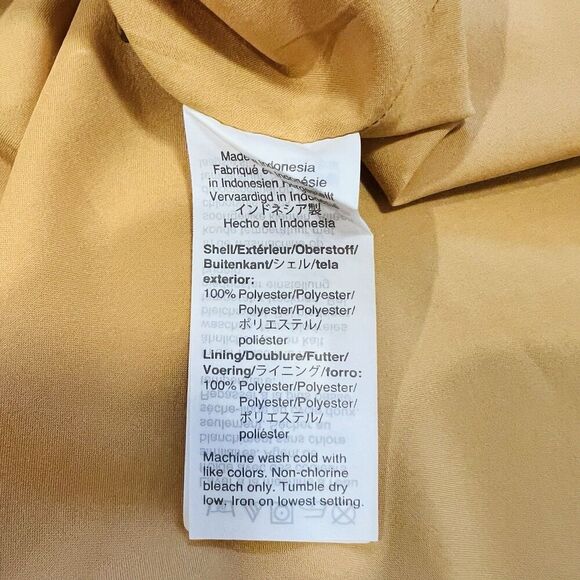 Made Indonesia
Fabriqué en Indonésie
in Indonesien
Vervaardigd in
インドネシア製
Hecho en Indonesia
Shell/Extérieur/Oberstoff/
Buitenkant/シェル/tela
exterior:
100% Polyester/Polyester/
Polyester/Polyester/
ポリエステル/
poliéster
Lining/Doublure/Futter/
Voering/ライニング/forro:
100% Polyester/Polyester/
Polyester/Polyester/
ポリエステル/
poliéster
Machine wash cold with
like colors. Non-chlorine
bleach only. Tumble dry
low, Iron on lowest setting.